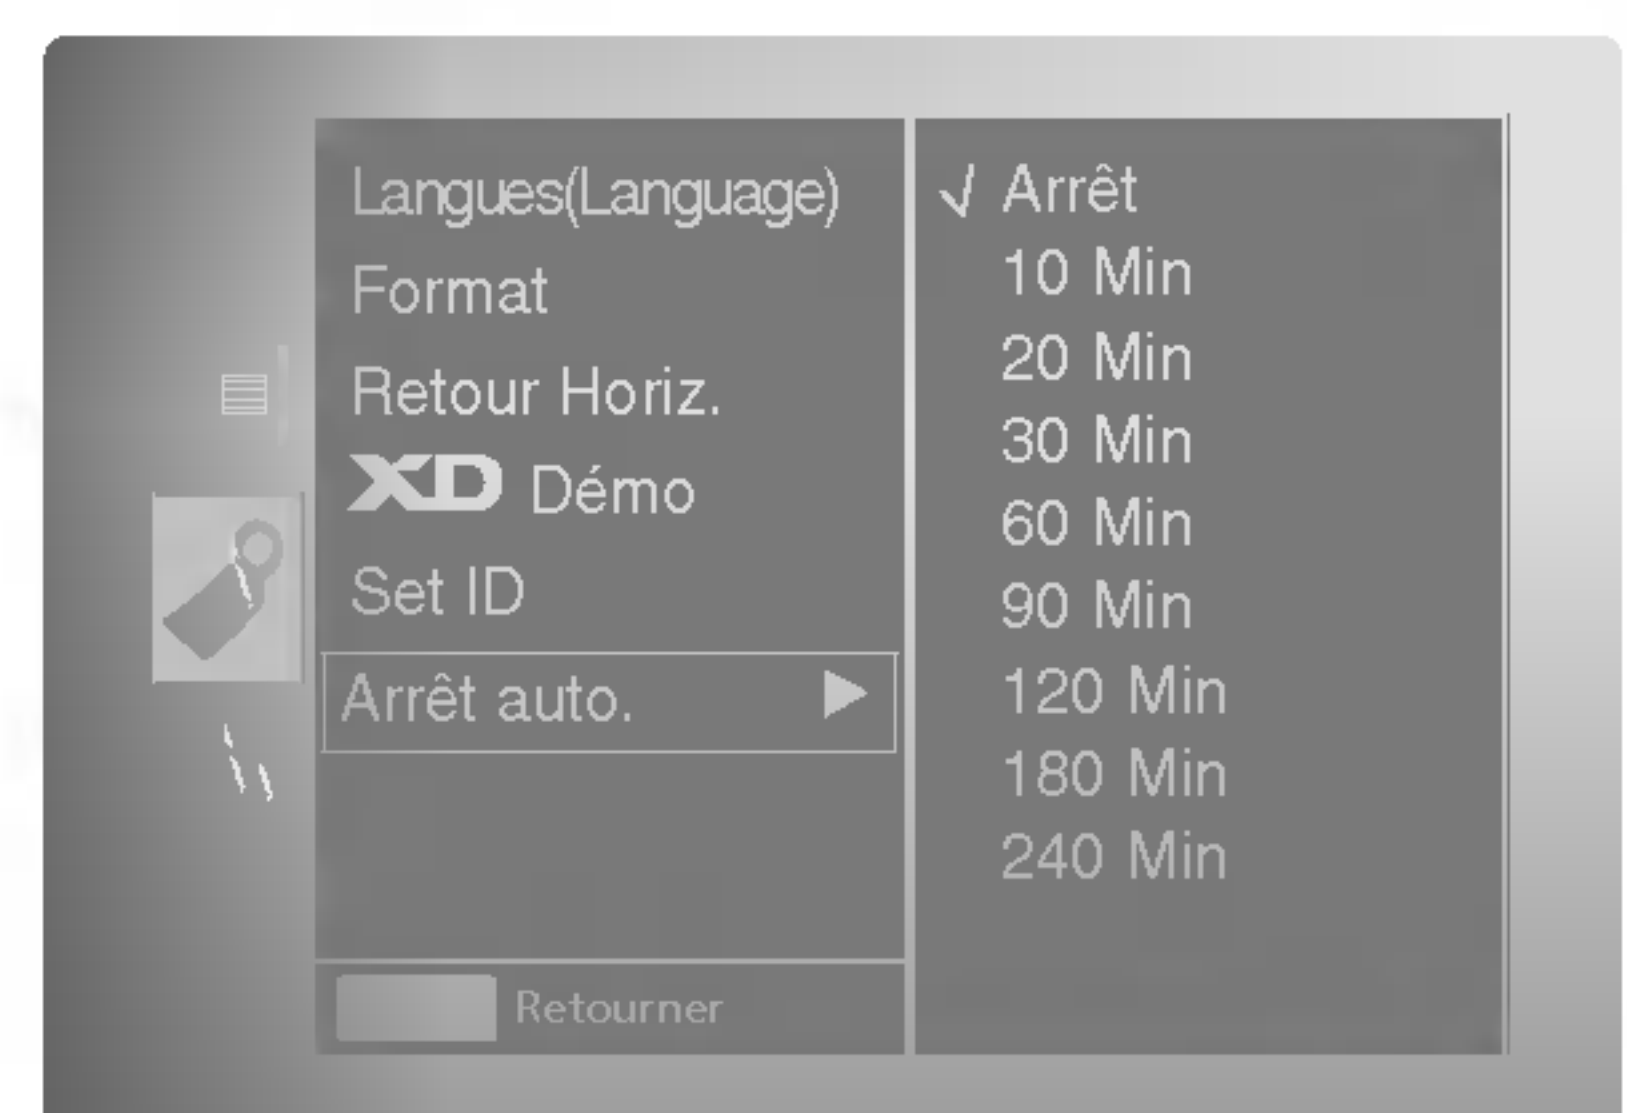 Langues(Language)
Format
Retour Horiz.
XD Démo
Set ID
Arrêt auto.
Retourner
√ Arrêt
10 Min
20 Min
30 Min
60 Min
90 Min
120 Min
180 Min
240 Min